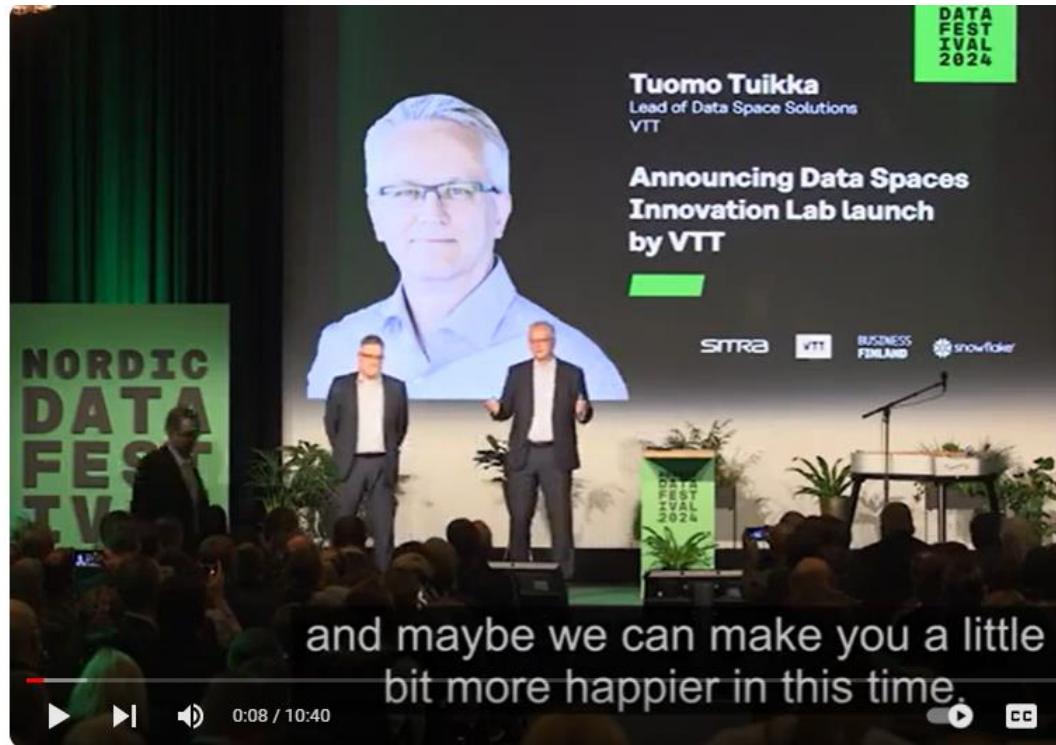 DATA
FEST
IVAL
2024
Tuomo Tuikka
Lead of Data Space Solutions
VTT
Announcing Data Spaces
Innovation Lab launch
by VTT
SITRA
VTT
BUSINESS
FINLAND
snowflake
NORDIC
DATA
FEST
IV
DATA
FEST
IVAL
2024
and maybe we can make you a little
bit more happier in this time.
0:08 / 10:40
CC